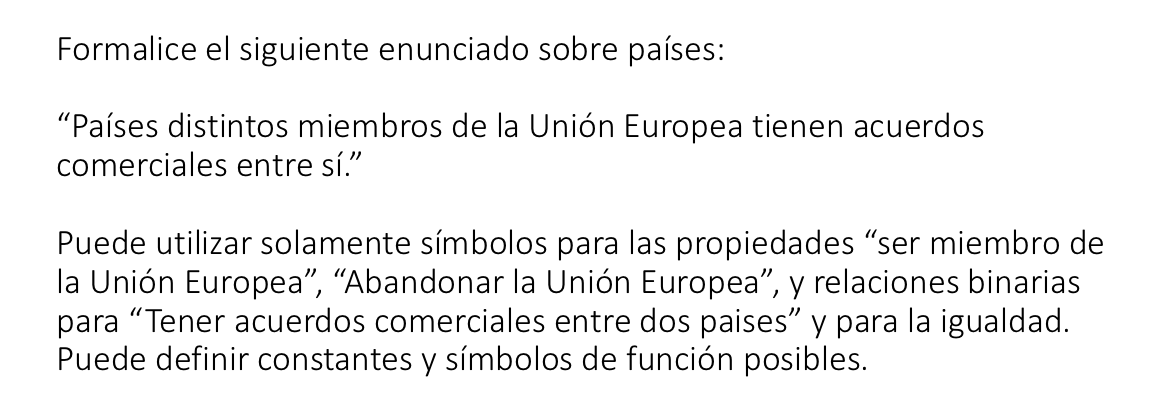 Formalice el siguiente enunciado sobre países:
“Países distintos miembros de la Unión Europea tienen acuerdos
comerciales entre sí.”
Puede utilizar solamente símbolos para las propiedades “ser miembro de
la Unión Europea”, “Abandonar la Unión Europea”, y relaciones binarias
para “Tener acuerdos comerciales entre dos paises” y para la igualdad.
Puede definir constantes y símbolos de función posibles.